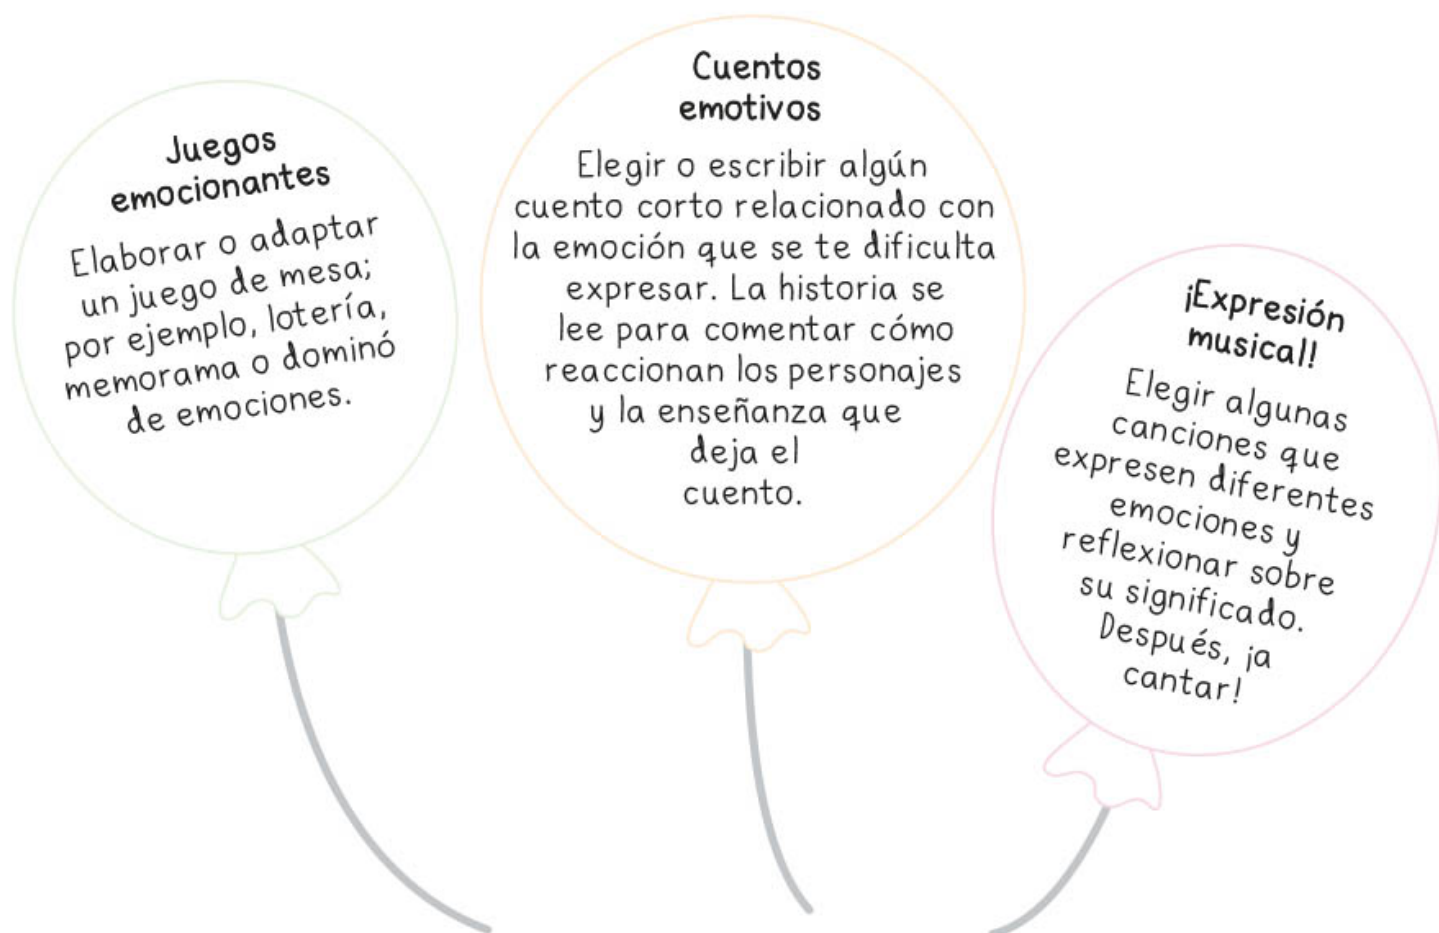 Juegos
emocionantes
Elaborar o adaptar
un juego de mesa;
por ejemplo, lotería,
memorama o dominó
de emociones.
Cuentos
emotivos
Elegir o escribir algún
cuento corto relacionado con
la emoción que se te dificulta
expresar. La historia se
lee para comentar cómo
reaccionan los personajes
y la enseñanza que
deja el
cuento.
¡Expresión
musical!
Elegir algunas
canciones que
expresen diferentes
emociones y
reflexionar sobre
su significado.
Después, ¡a
cantar!